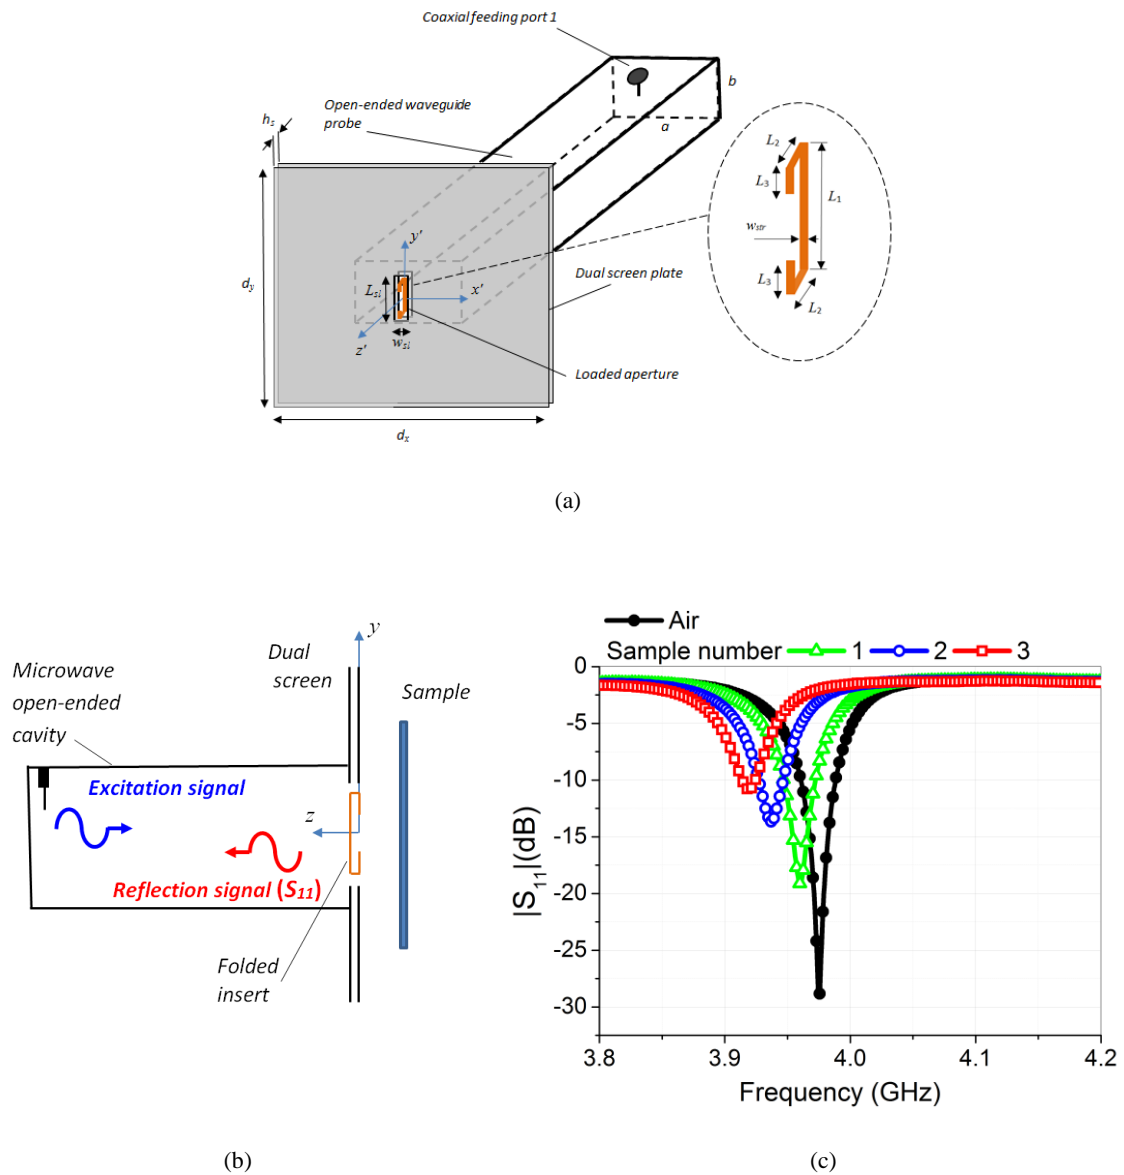 Coaxial feeding port 1
Open-ended waveguide
probe
b
a
hs
L2
L3
L1
wstr
L3
L2
y'
dy
Lsl
x'
Dual screen plate
z'
wsl
Loaded aperture
dx
(a)
y
Dual
screen
Microwave
open-ended
cavity
Sample
Excitation signal
z
Reflection signal (S11)
Folded
insert
(b)
Air
Sample number 1 2 3
0
-5
-10
-15
-20
-25
-30
|S11|(dB)
3.8 3.9 4.0 4.1 4.2
Frequency (GHz)
(c)